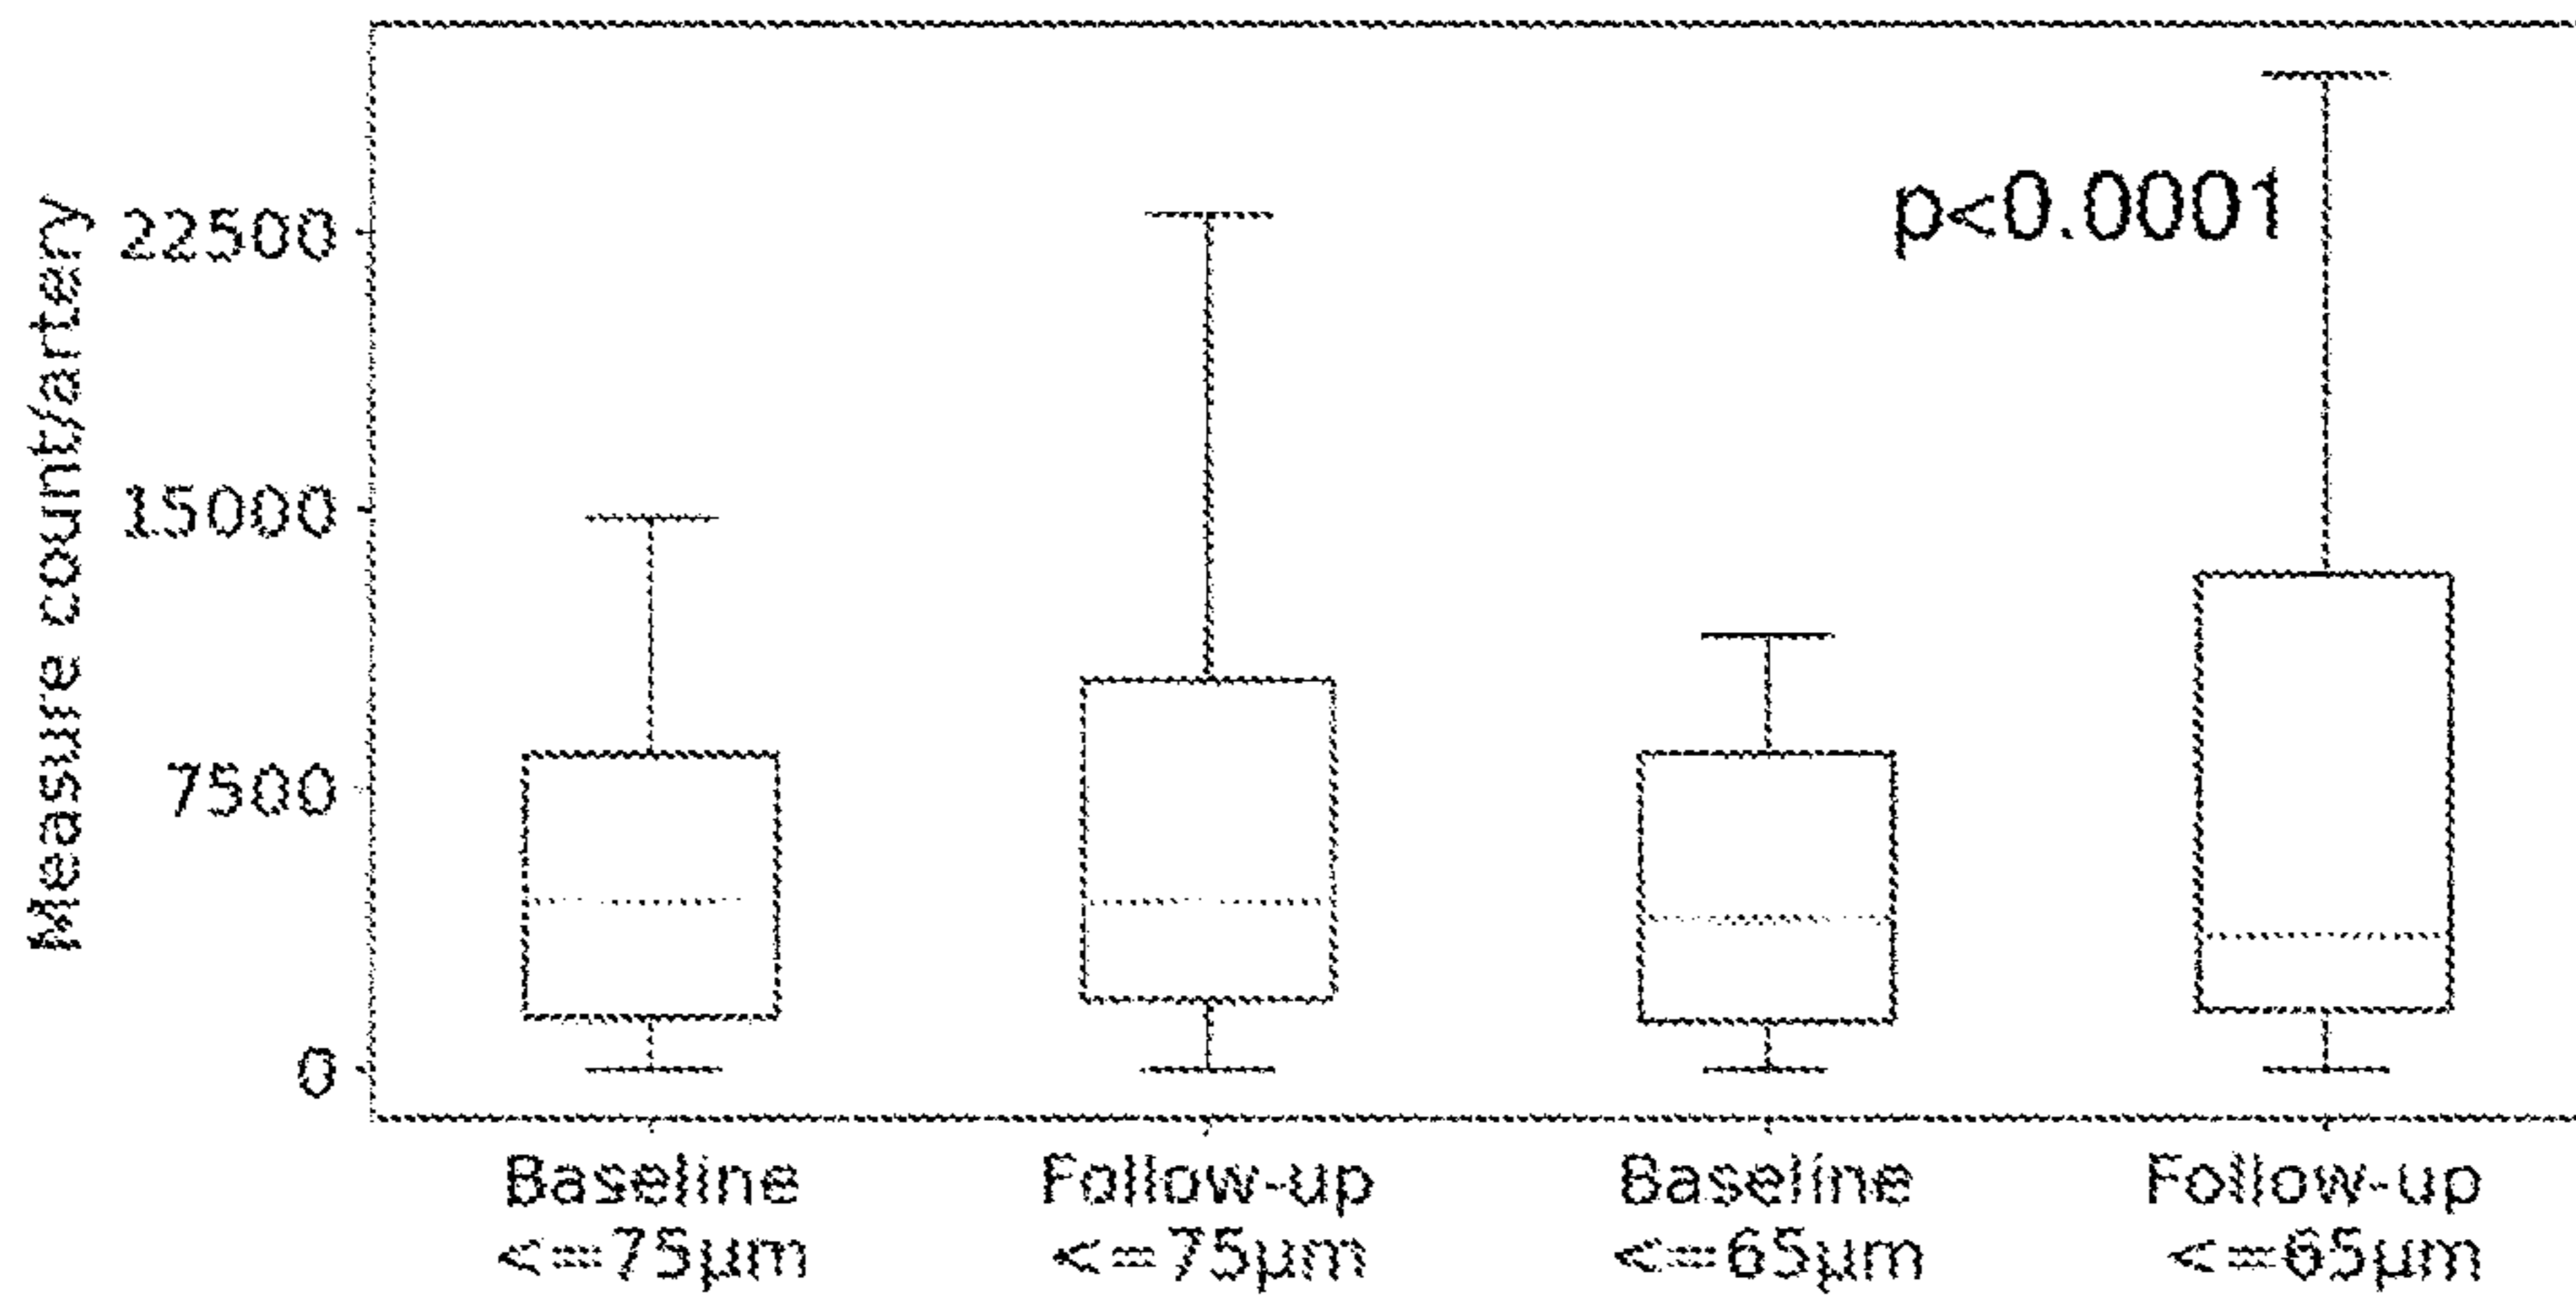 Measure count/artery
22500
15000
7500
0
p<0.0001
Baseline
<=75µm
Follow-up
<=75µm
Baseline
<=65µm
Follow-up
<=65µm